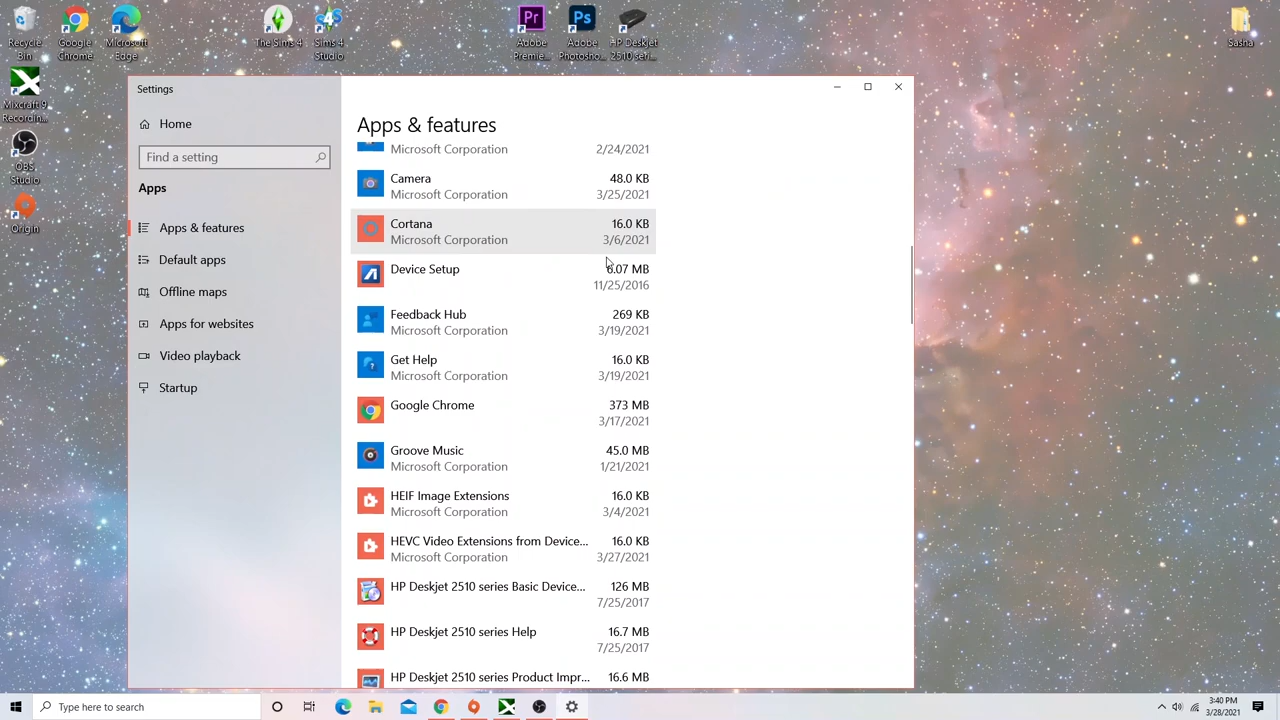 Recycle
Bin
Google
Chrome
Microsoft
Edge
The Sims 4
Sims 4
Studio
Adobe
Premie...
Adobe
Photosho...
HP Deskjet
2510 seri...
Sasha
Mixcraft 9
Recordin...
OBS
Studio
Origin
Settings
Home
Find a setting
Apps
Apps & features
Default apps
Offline maps
Apps for websites
Video playback
Startup
Apps & features
Microsoft Corporation 2/24/2021
Camera 48.0 KB
Microsoft Corporation 3/25/2021
Cortana 16.0 KB
Microsoft Corporation 3/6/2021
Device Setup 6.07 MB
11/25/2016
Feedback Hub 269 KB
Microsoft Corporation 3/19/2021
Get Help 16.0 KB
Microsoft Corporation 3/19/2021
Google Chrome 373 MB
3/17/2021
Groove Music 45.0 MB
Microsoft Corporation 1/21/2021
HEIF Image Extensions 16.0 KB
Microsoft Corporation 3/4/2021
HEVC Video Extensions from Device... 16.0 KB
Microsoft Corporation 3/27/2021
HP Deskjet 2510 series Basic Device... 126 MB
7/25/2017
HP Deskjet 2510 series Help 16.7 MB
7/25/2017
HP Deskjet 2510 series Product Impr... 16.6 MB
Type here to search
3:40 PM
3/28/2021